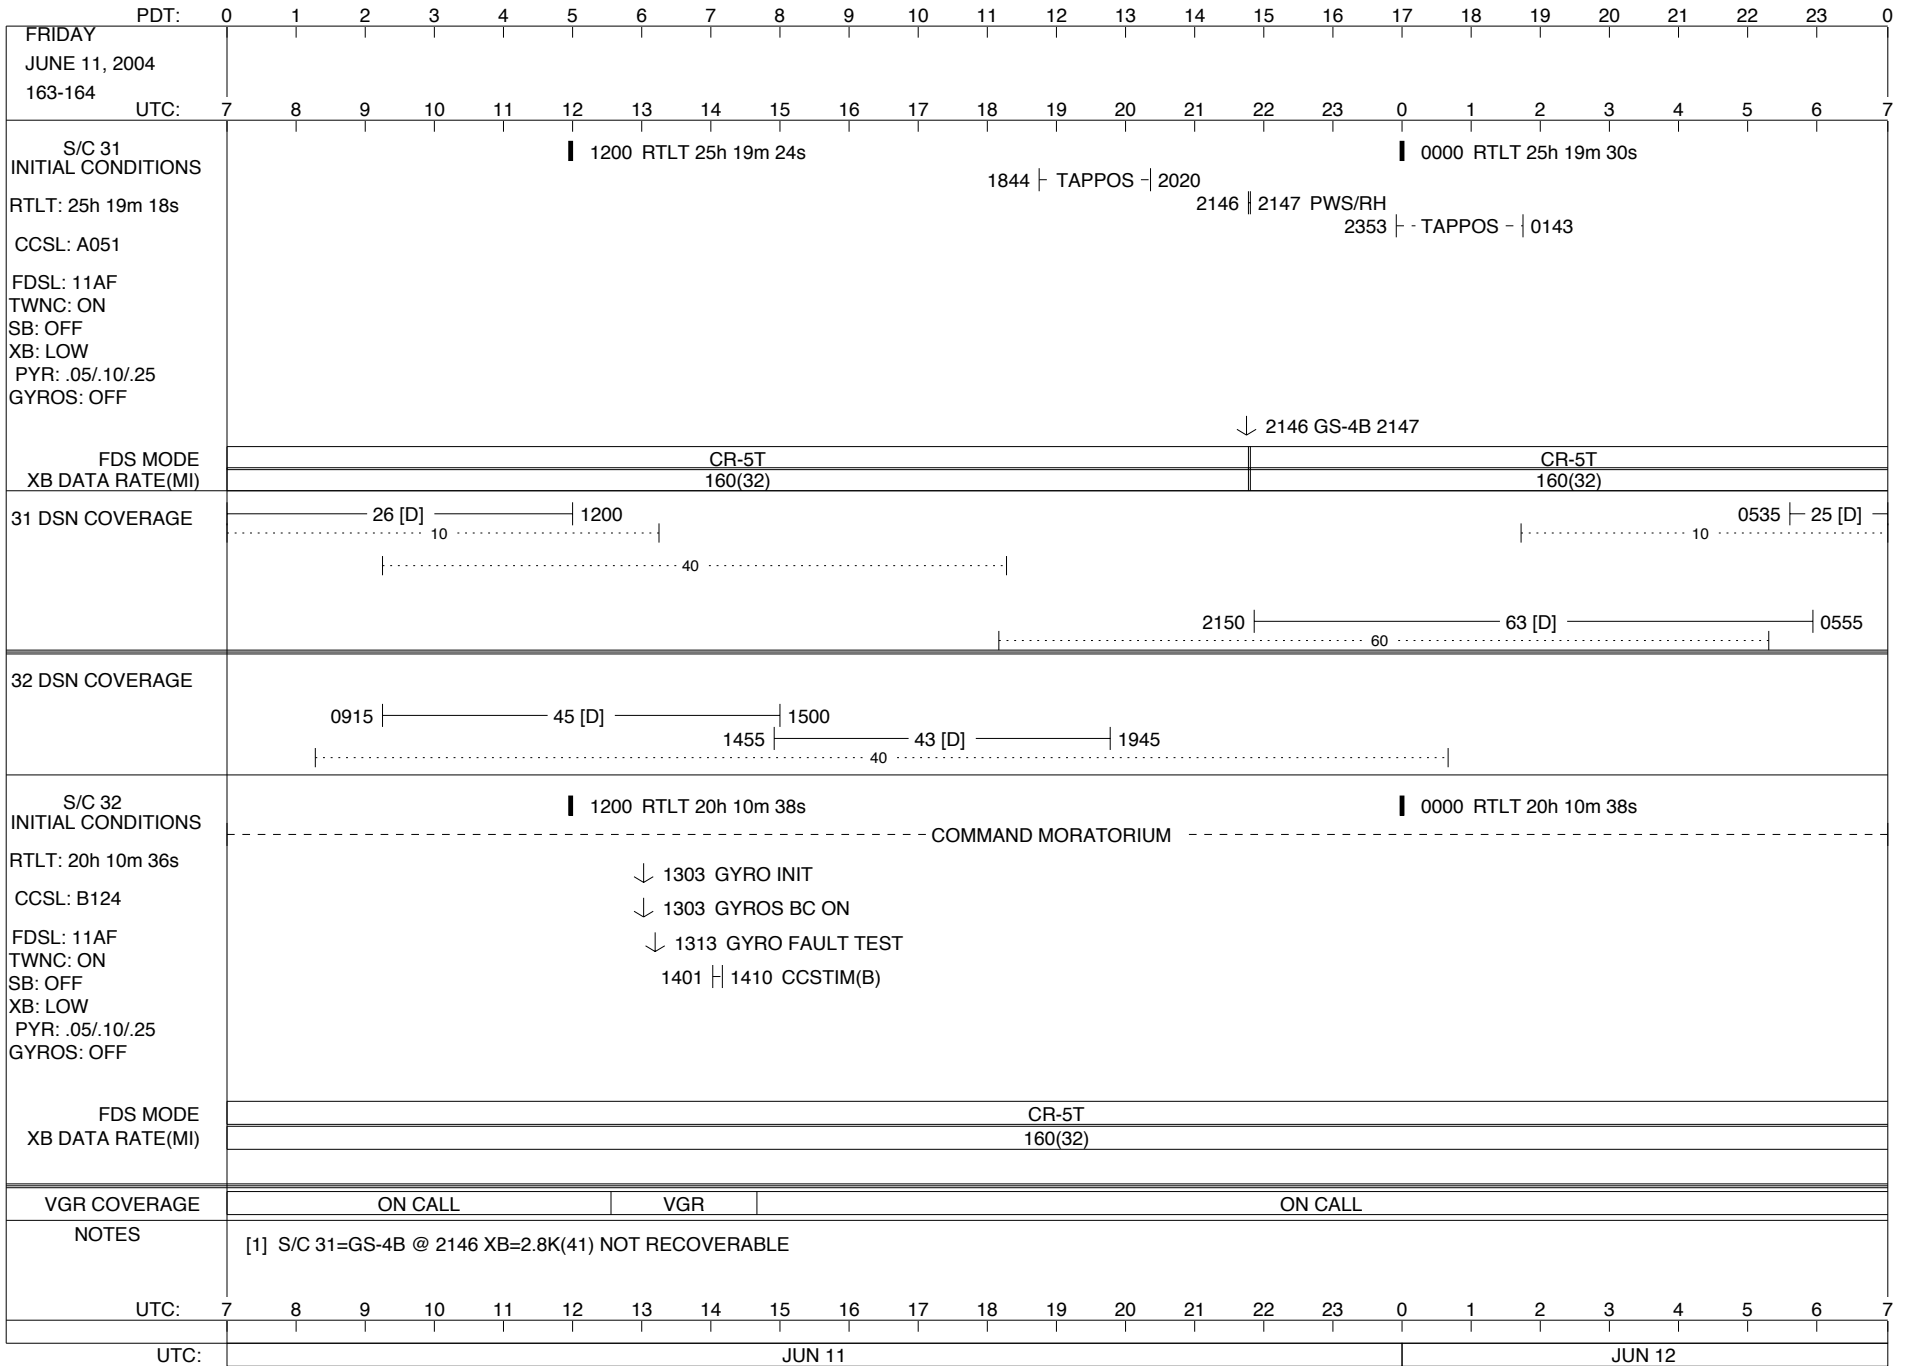 PDT: 0 1 2 3 4 5 6 7 8 9 10 11 12 13 14 15 16 17 18 19 20 21 22 23 0
FRIDAY
JUNE 11, 2004
163-164
UTC: 7 8 9 10 11 12 13 14 15 16 17 18 19 20 21 22 23 0 1 2 3 4 5 6 7
S/C 31
INITIAL CONDITIONS
RTLT: 25h 19m 18s
CCSL: A051
FDSL: 11AF
TWNC: ON
SB: OFF
XB: LOW
PYR: .05/.10/.25
GYROS: OFF
1200 RTLT 25h 19m 24s
0000 RTLT 25h 19m 30s
1844 TAPPOS 2020
2146 2147 PWS/RH
2353 TAPPOS 0143
2146 GS-4B 2147
FDS MODE CR-5T CR-5T
XB DATA RATE(MI) 160(32) 160(32)
31 DSN COVERAGE
26 [D] 1200
0535 25 [D]
10 10
40
2150 63 [D] 0555
60
32 DSN COVERAGE
0915 45 [D] 1500
1455 43 [D] 1945
40
S/C 32
INITIAL CONDITIONS
RTLT: 20h 10m 36s
CCSL: B124
FDSL: 11AF
TWNC: ON
SB: OFF
XB: LOW
PYR: .05/.10/.25
GYROS: OFF
1200 RTLT 20h 10m 38s
0000 RTLT 20h 10m 38s
COMMAND MORATORIUM
1303 GYRO INIT
1303 GYROS BC ON
1313 GYRO FAULT TEST
1401 1410 CCSTIM(B)
FDS MODE CR-5T
XB DATA RATE(MI) 160(32)
VGR COVERAGE ON CALL VGR ON CALL
NOTES
[1] S/C 31=GS-4B @ 2146 XB=2.8K(41) NOT RECOVERABLE
UTC: 7 8 9 10 11 12 13 14 15 16 17 18 19 20 21 22 23 0 1 2 3 4 5 6 7
UTC: JUN 11 JUN 12